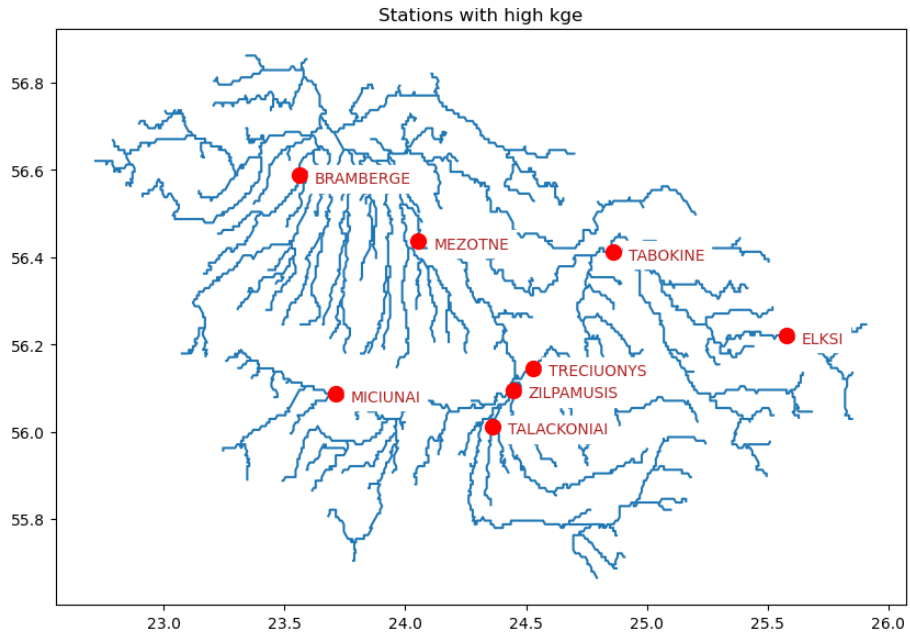 Stations with high kge
56.8
56.6
56.4
56.2
56.0
55.8
BRAMBERGE
MEZOTNE
TABOKINE
ELKSI
TRECIUONYS
MICIUNAI
ZILPAMUSIS
TALACKONIAI
23.0 23.5 24.0 24.5 25.0 25.5 26.0